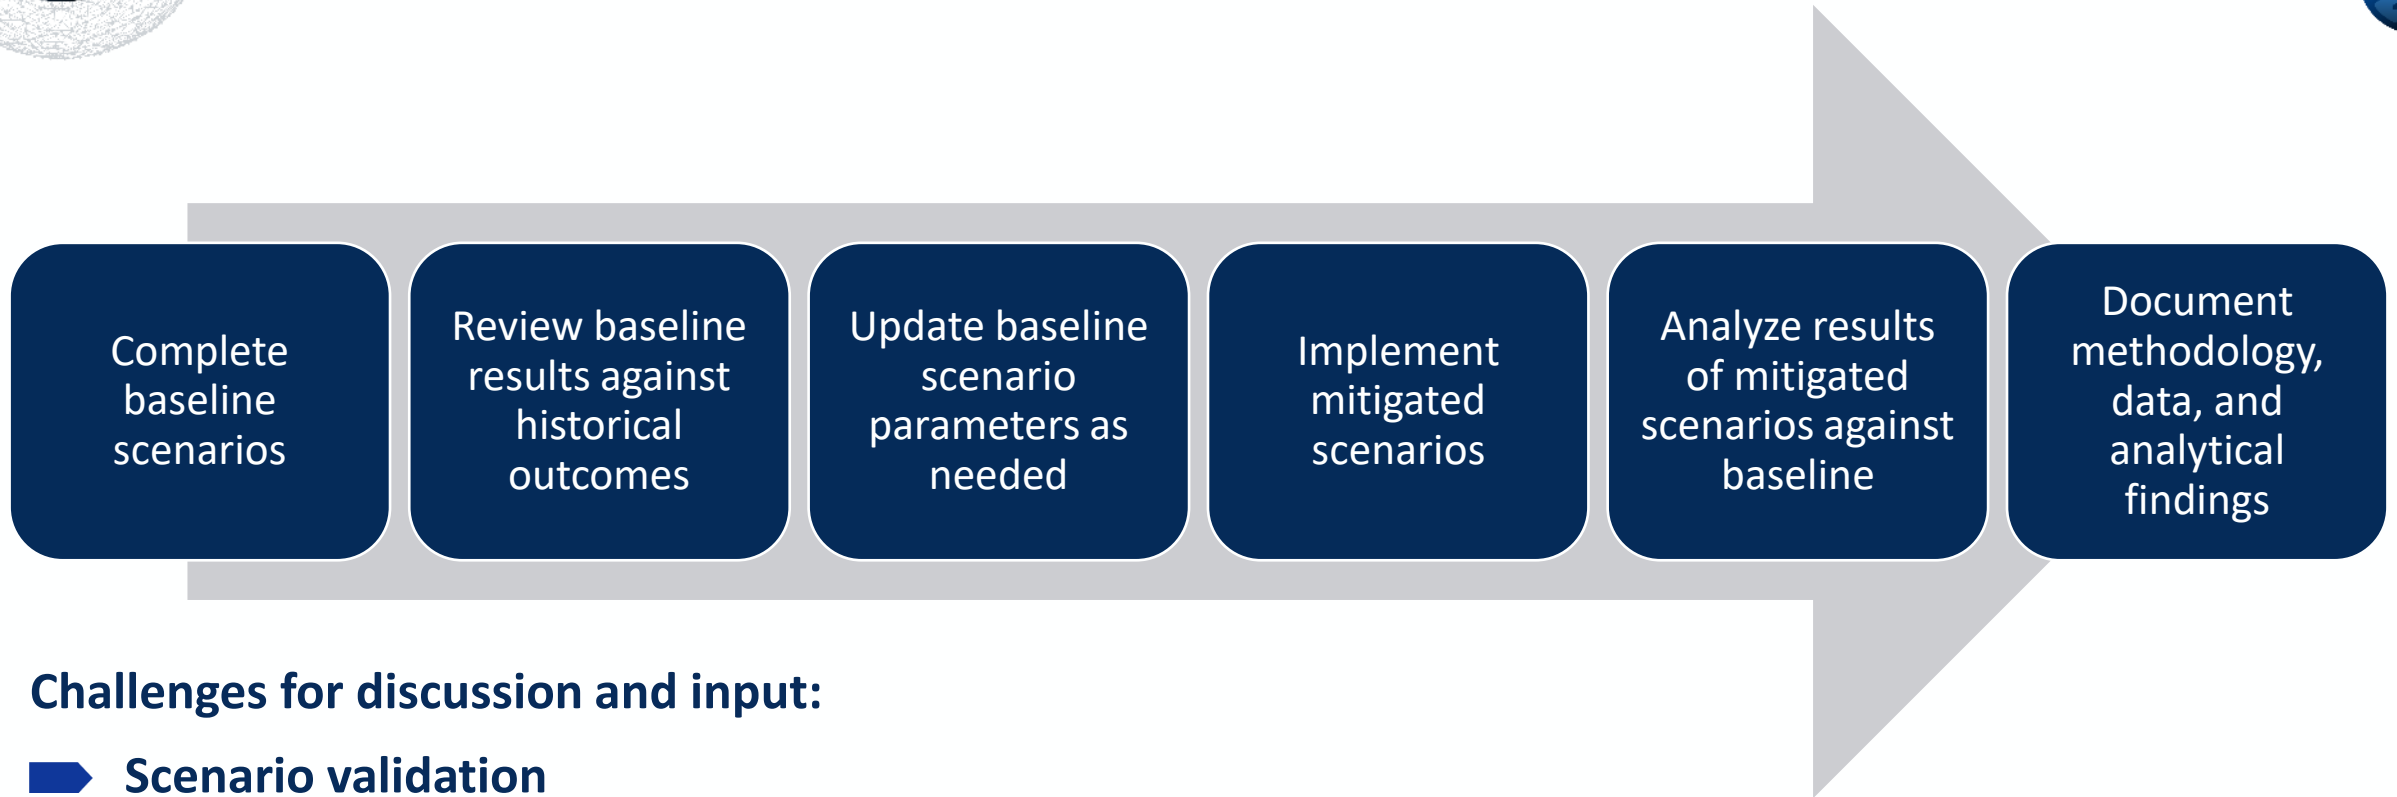 Complete
baseline
scenarios
Review baseline
results against
historical
outcomes
Update baseline
scenario
parameters as
needed
Implement
mitigated
scenarios
Analyze results
of mitigated
scenarios against
baseline
Document
methodology,
data, and
analytical
findings
Challenges for discussion and input:
Scenario validation